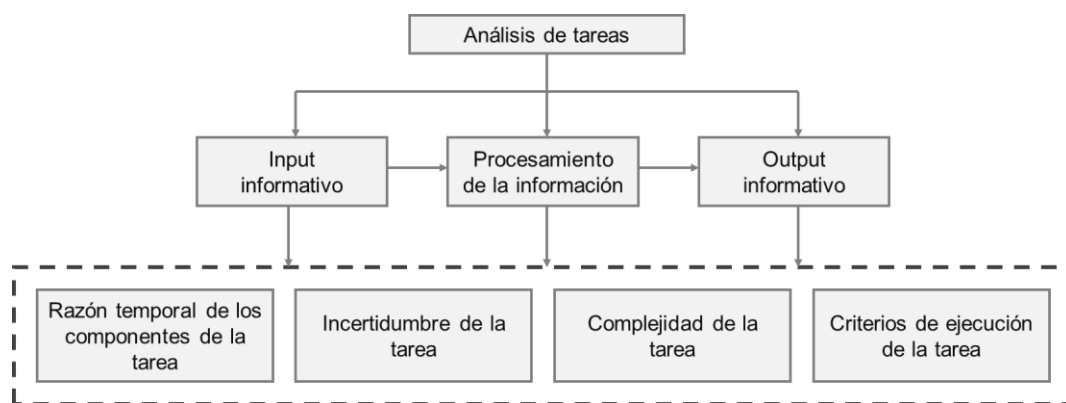 Análisis de tareas
Input
informativo
Procesamiento
de la información
Output
informativo
Razón temporal de los
componentes de la
tarea
Incertidumbre de la
tarea
Complejidad de la
tarea
Criterios de ejecución
de la tarea